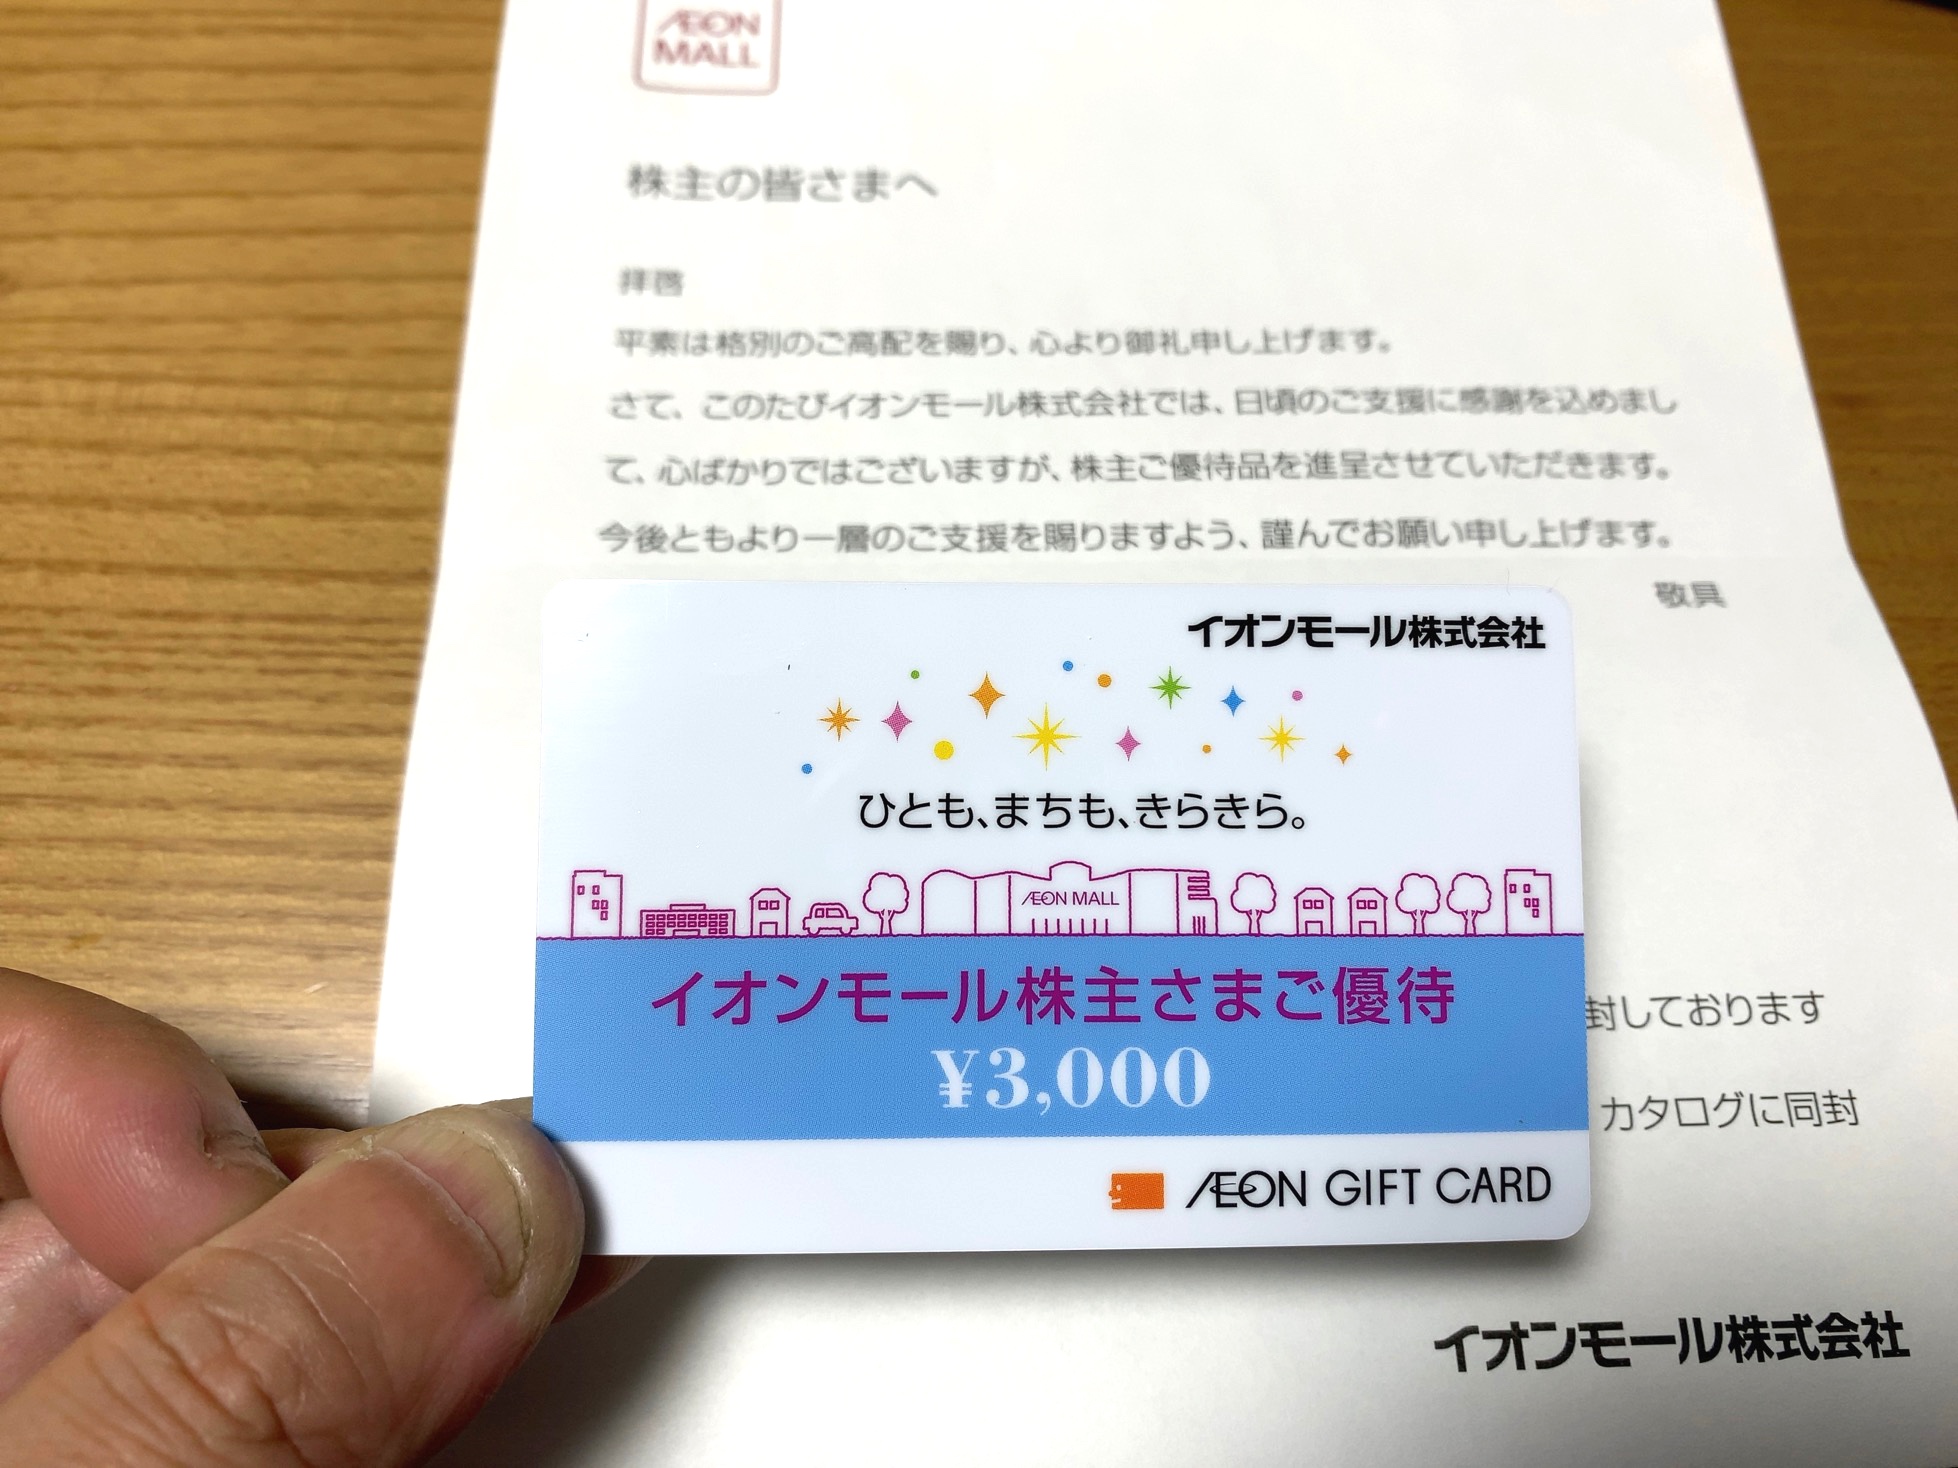 ÆON
MALL
株主の皆さまへ
拝啓
平素は格別のご高配を賜り、心より御礼申し上げます。
さて、このたびイオンモール株式会社では、日頃のご支援に感謝を込めまし
て、心ばかりではございますが、株主ご優待品を進呈させていただきます。
今後ともより一層のご支援を賜りますよう、謹んでお願い申し上げます。
敬具
イオンモール株式会社
ひとも、まちも、きらきら。
ÆON MALL
イオンモール株主さまご優待
¥3,000
ÆON GIFT CARD
封しております
カタログに同封
イオンモール株式会社